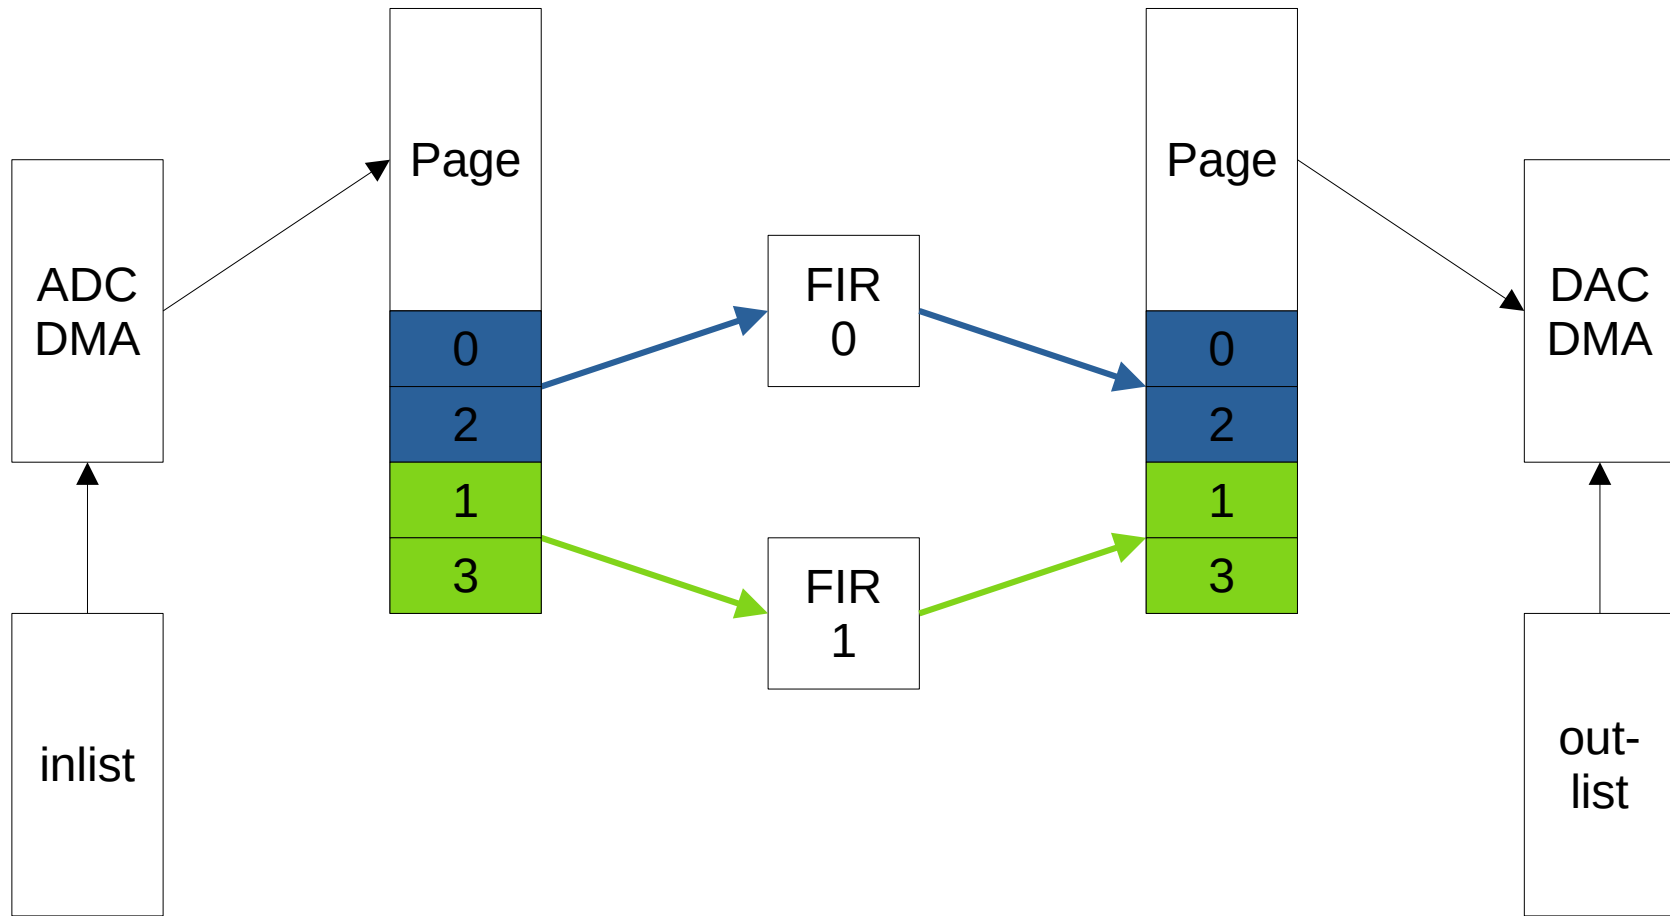 ADC
DMA
inlist
Page
0
2
1
3
FIR
0
FIR
1
Page
0
2
1
3
DAC
DMA
out-
list